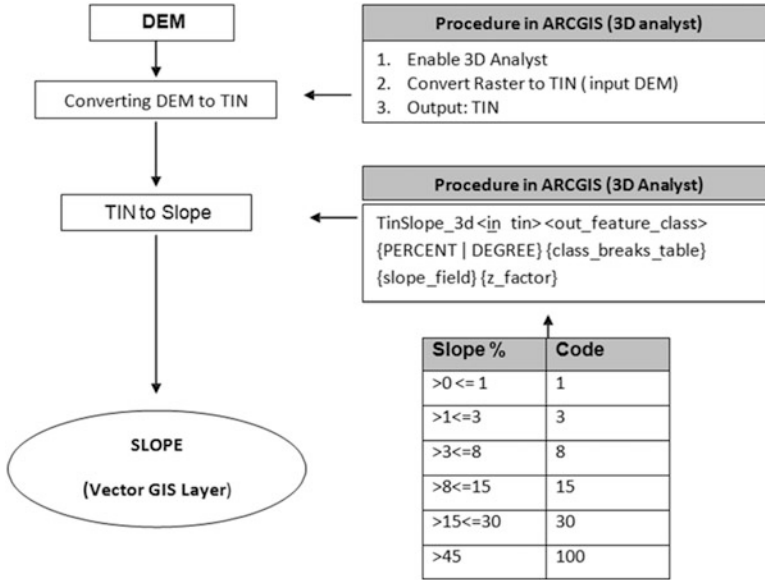 DEM
Converting DEM to TIN
TIN to Slope
SLOPE
(Vector GIS Layer)
Procedure in ARCGIS (3D analyst)
1. Enable 3D Analyst
2. Convert Raster to TIN ( input DEM)
3. Output: TIN
Procedure in ARCGIS (3D Analyst)
TinSlope_3d <in tin> <out_feature_class>
{PERCENT | DEGREE} {class_breaks_table}
{slope_field} {z_factor}
Slope % Code
>0 <= 1 1
>1<=3 3
>3<=8 8
>8<=15 15
>15<=30 30
>45 100